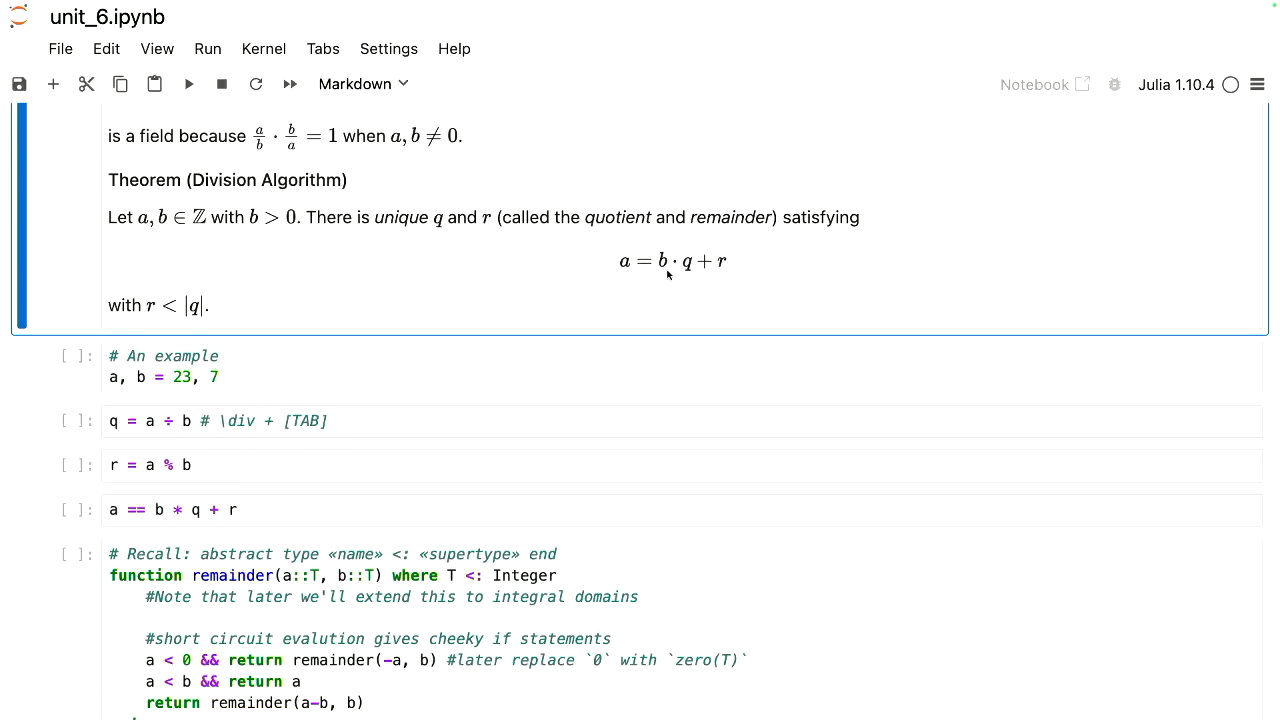 unit_6.ipynb
File Edit View Run Kernel Tabs Settings Help
Markdown Notebook Julia 1.10.4
is a field because a/b · b/a = 1 when a, b ≠ 0.
Theorem (Division Algorithm)
Let a, b ∈ ℤ with b > 0. There is unique q and r (called the quotient and remainder) satisfying
a = b · q + r
with r < |q|.
[ ]: # An example
a, b = 23, 7
[ ]: q = a ÷ b # \div + [TAB]
[ ]: r = a % b
[ ]: a == b * q + r
[ ]: # Recall: abstract type «name» <: «supertype» end
function remainder(a::T, b::T) where T <: Integer
#Note that later we'll extend this to integral domains
#short circuit evalution gives cheeky if statements
a < 0 && return remainder(-a, b) #later replace `0` with `zero(T)`
a < b && return a
return remainder(a-b, b)